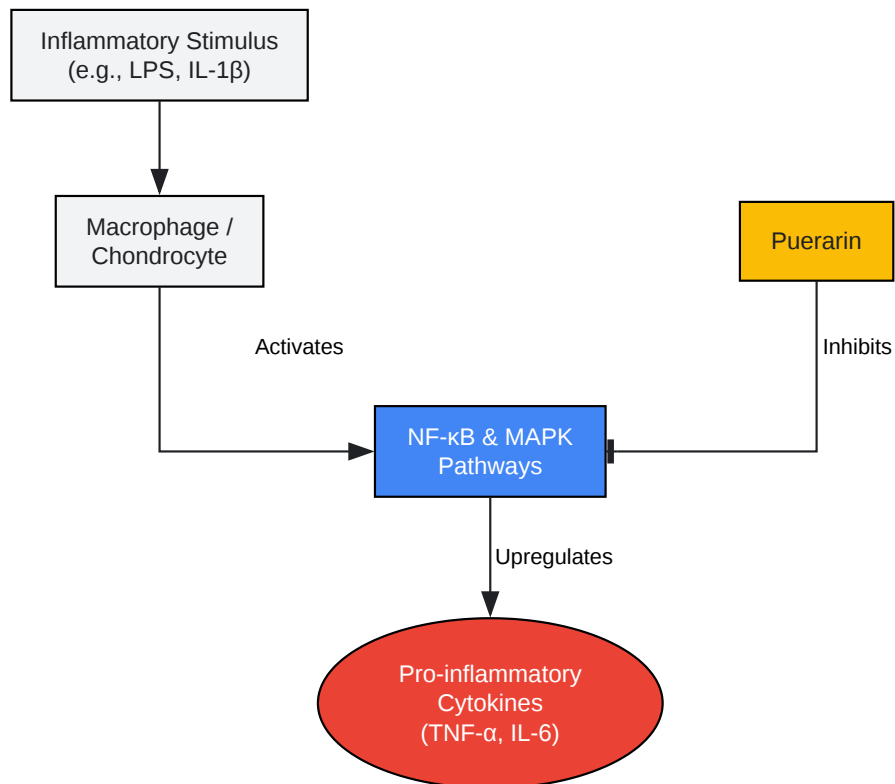 Inflammatory Stimulus
(e.g., LPS, IL-1β)
Macrophage /
Chondrocyte
Puerarin
Activates
Inhibits
NF-κB & MAPK
Pathways
Upregulates
Pro-inflammatory
Cytokines
(TNF-α, IL-6)